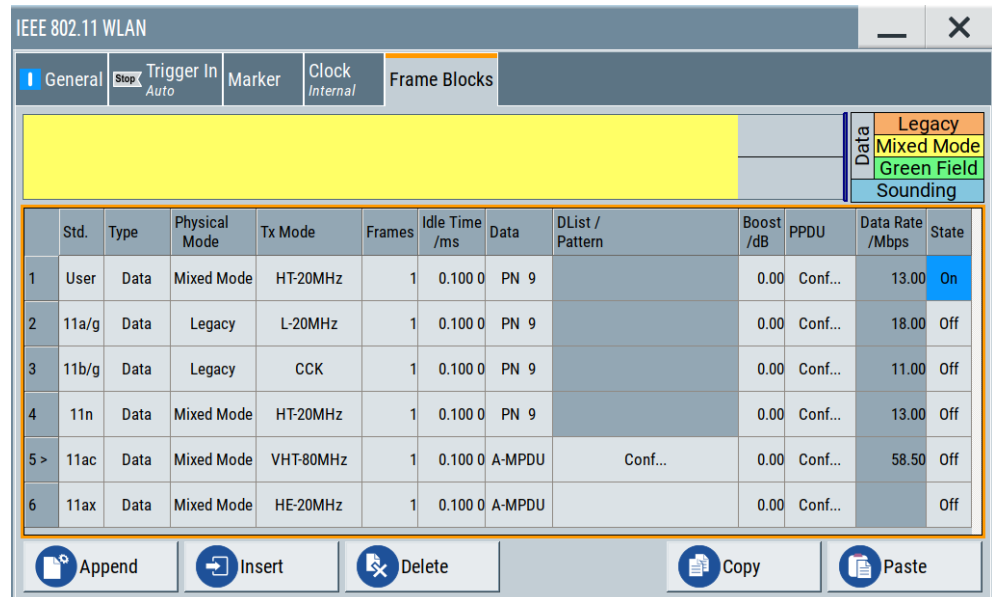 IEEE 802.11 WLAN
General Stop Trigger In Auto Marker Clock Internal Frame Blocks
Data
Legacy
Mixed Mode
Green Field
Sounding
Std. Type Physical Mode Tx Mode Frames Idle Time /ms Data DList / Pattern Boost /dB PPDU Data Rate /Mbps State
1 User Data Mixed Mode HT-20MHz 1 0.100 0 PN 9 0.00 Conf... 13.00 On
2 11a/g Data Legacy L-20MHz 1 0.100 0 PN 9 0.00 Conf... 18.00 Off
3 11b/g Data Legacy CCK 1 0.100 0 PN 9 0.00 Conf... 11.00 Off
4 11n Data Mixed Mode HT-20MHz 1 0.100 0 PN 9 0.00 Conf... 13.00 Off
5 > 11ac Data Mixed Mode VHT-80MHz 1 0.100 0 A-MPDU Conf... 0.00 Conf... 58.50 Off
6 11ax Data Mixed Mode HE-20MHz 1 0.100 0 A-MPDU 0.00 Conf... Off
Append Insert Delete Copy Paste